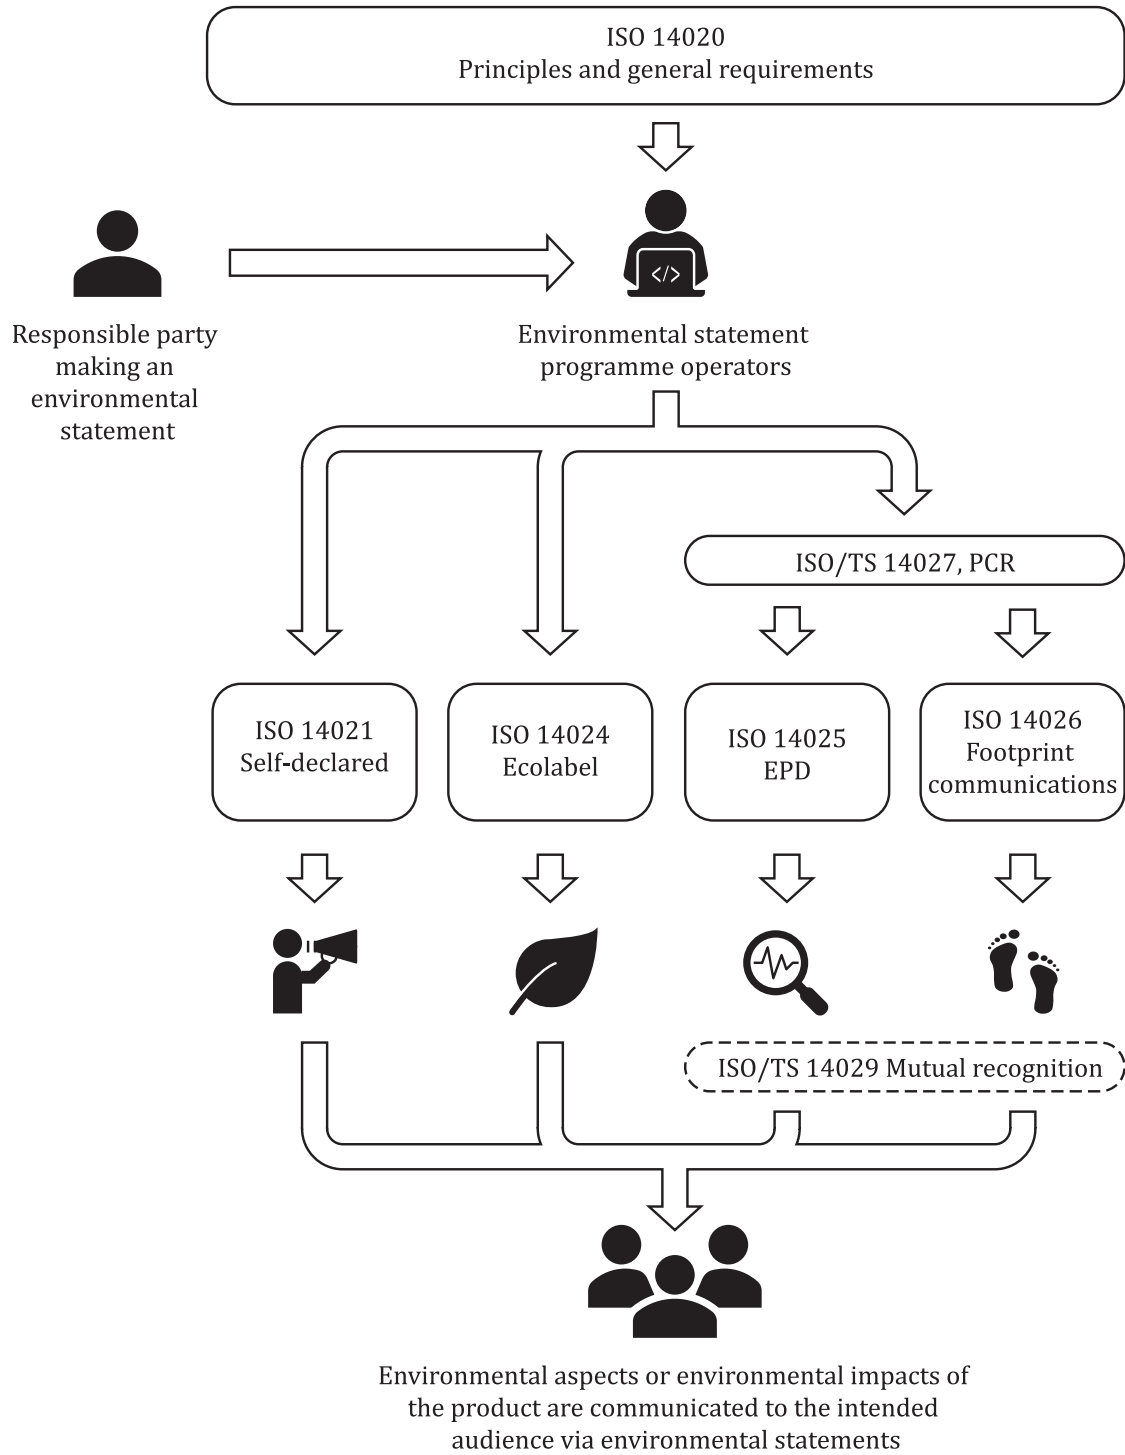 ISO 14020
Principles and general requirements
</>
Responsible party
making an
environmental
statement
Environmental statement
programme operators
ISO/TS 14027, PCR
ISO 14021
Self-declared
ISO 14024
Ecolabel
ISO 14025
EPD
ISO 14026
Footprint
communications
ISO/TS 14029 Mutual recognition
Environmental aspects or environmental impacts of
the product are communicated to the intended
audience via environmental statements